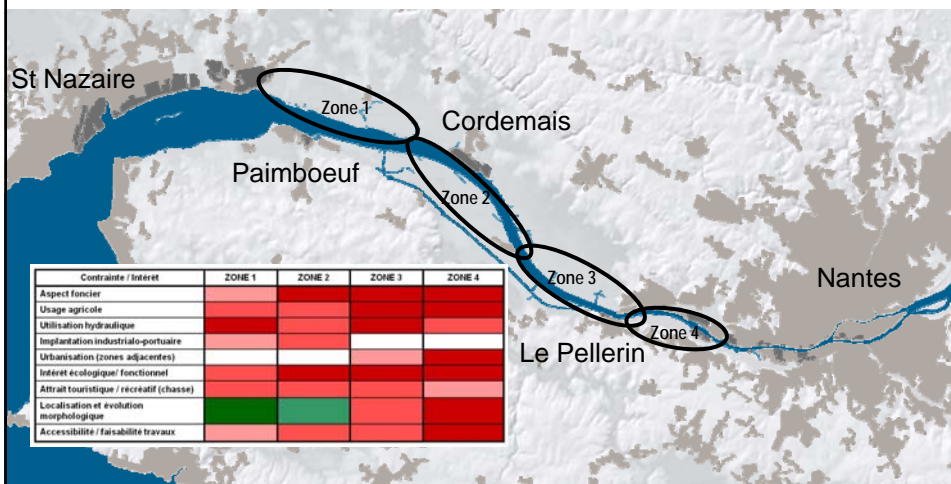 St Nazaire
Zone 1
Cordemais
Paimboeuf
Zone 2
Zone 3
Nantes
Zone 4
Le Pellerin
Contrainte / Intérêt ZONE 1 ZONE 2 ZONE 3 ZONE 4
Aspect foncier
Usage agricole
Utilisation hydraulique
Implantation industrialo-portuaire
Urbanisation (zones adjacentes)
Intérêt écologique/ fonctionnel
Attrait touristique / récréatif (chasse)
Localisation et évolution
morphologique
Accessibilité / faisabilité travaux